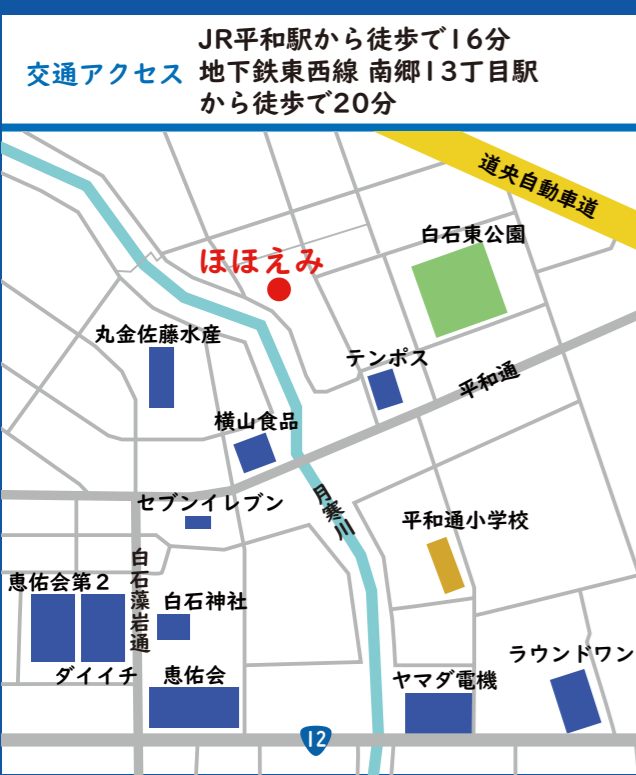 JR平和駅から徒歩で16分
交通アクセス 地下鉄東西線 南郷13丁目駅
から徒歩で20分
道央自動車道
白石東公園
ほほえみ
丸金佐藤水産
テンポス
平和通
横山食品
セブンイレブン
月寒川
平和通小学校
白石藻岩通
恵佑会第2
白石神社
ダイイチ
恵佑会
ラウンドワン
ヤマダ電機
12